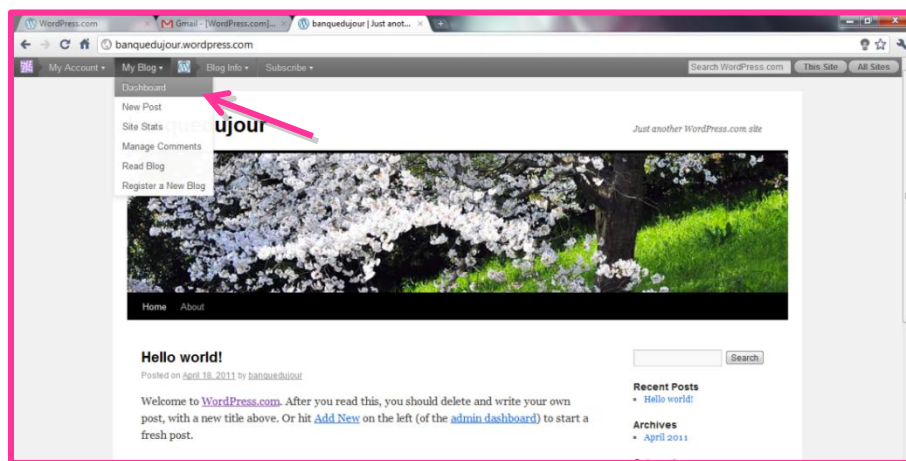 WordPress.com
Gmail - [WordPress.com]...
banquedujour | Just anot...
banquedujour.wordpress.com
My Account
My Blog
Blog Info
Subscribe
Search WordPress.com
This Site
All Sites
Dashboard
New Post
Site Stats
Manage Comments
Read Blog
Register a New Blog
ujour
Just another WordPress.com site
Home About
Hello world!
Posted on April 18, 2011 by banquedujour
Welcome to WordPress.com. After you read this, you should delete and write your own
post, with a new title above. Or hit Add New on the left (of the admin dashboard) to start a
fresh post.
Search
Recent Posts
Hello world!
Archives
April 2011